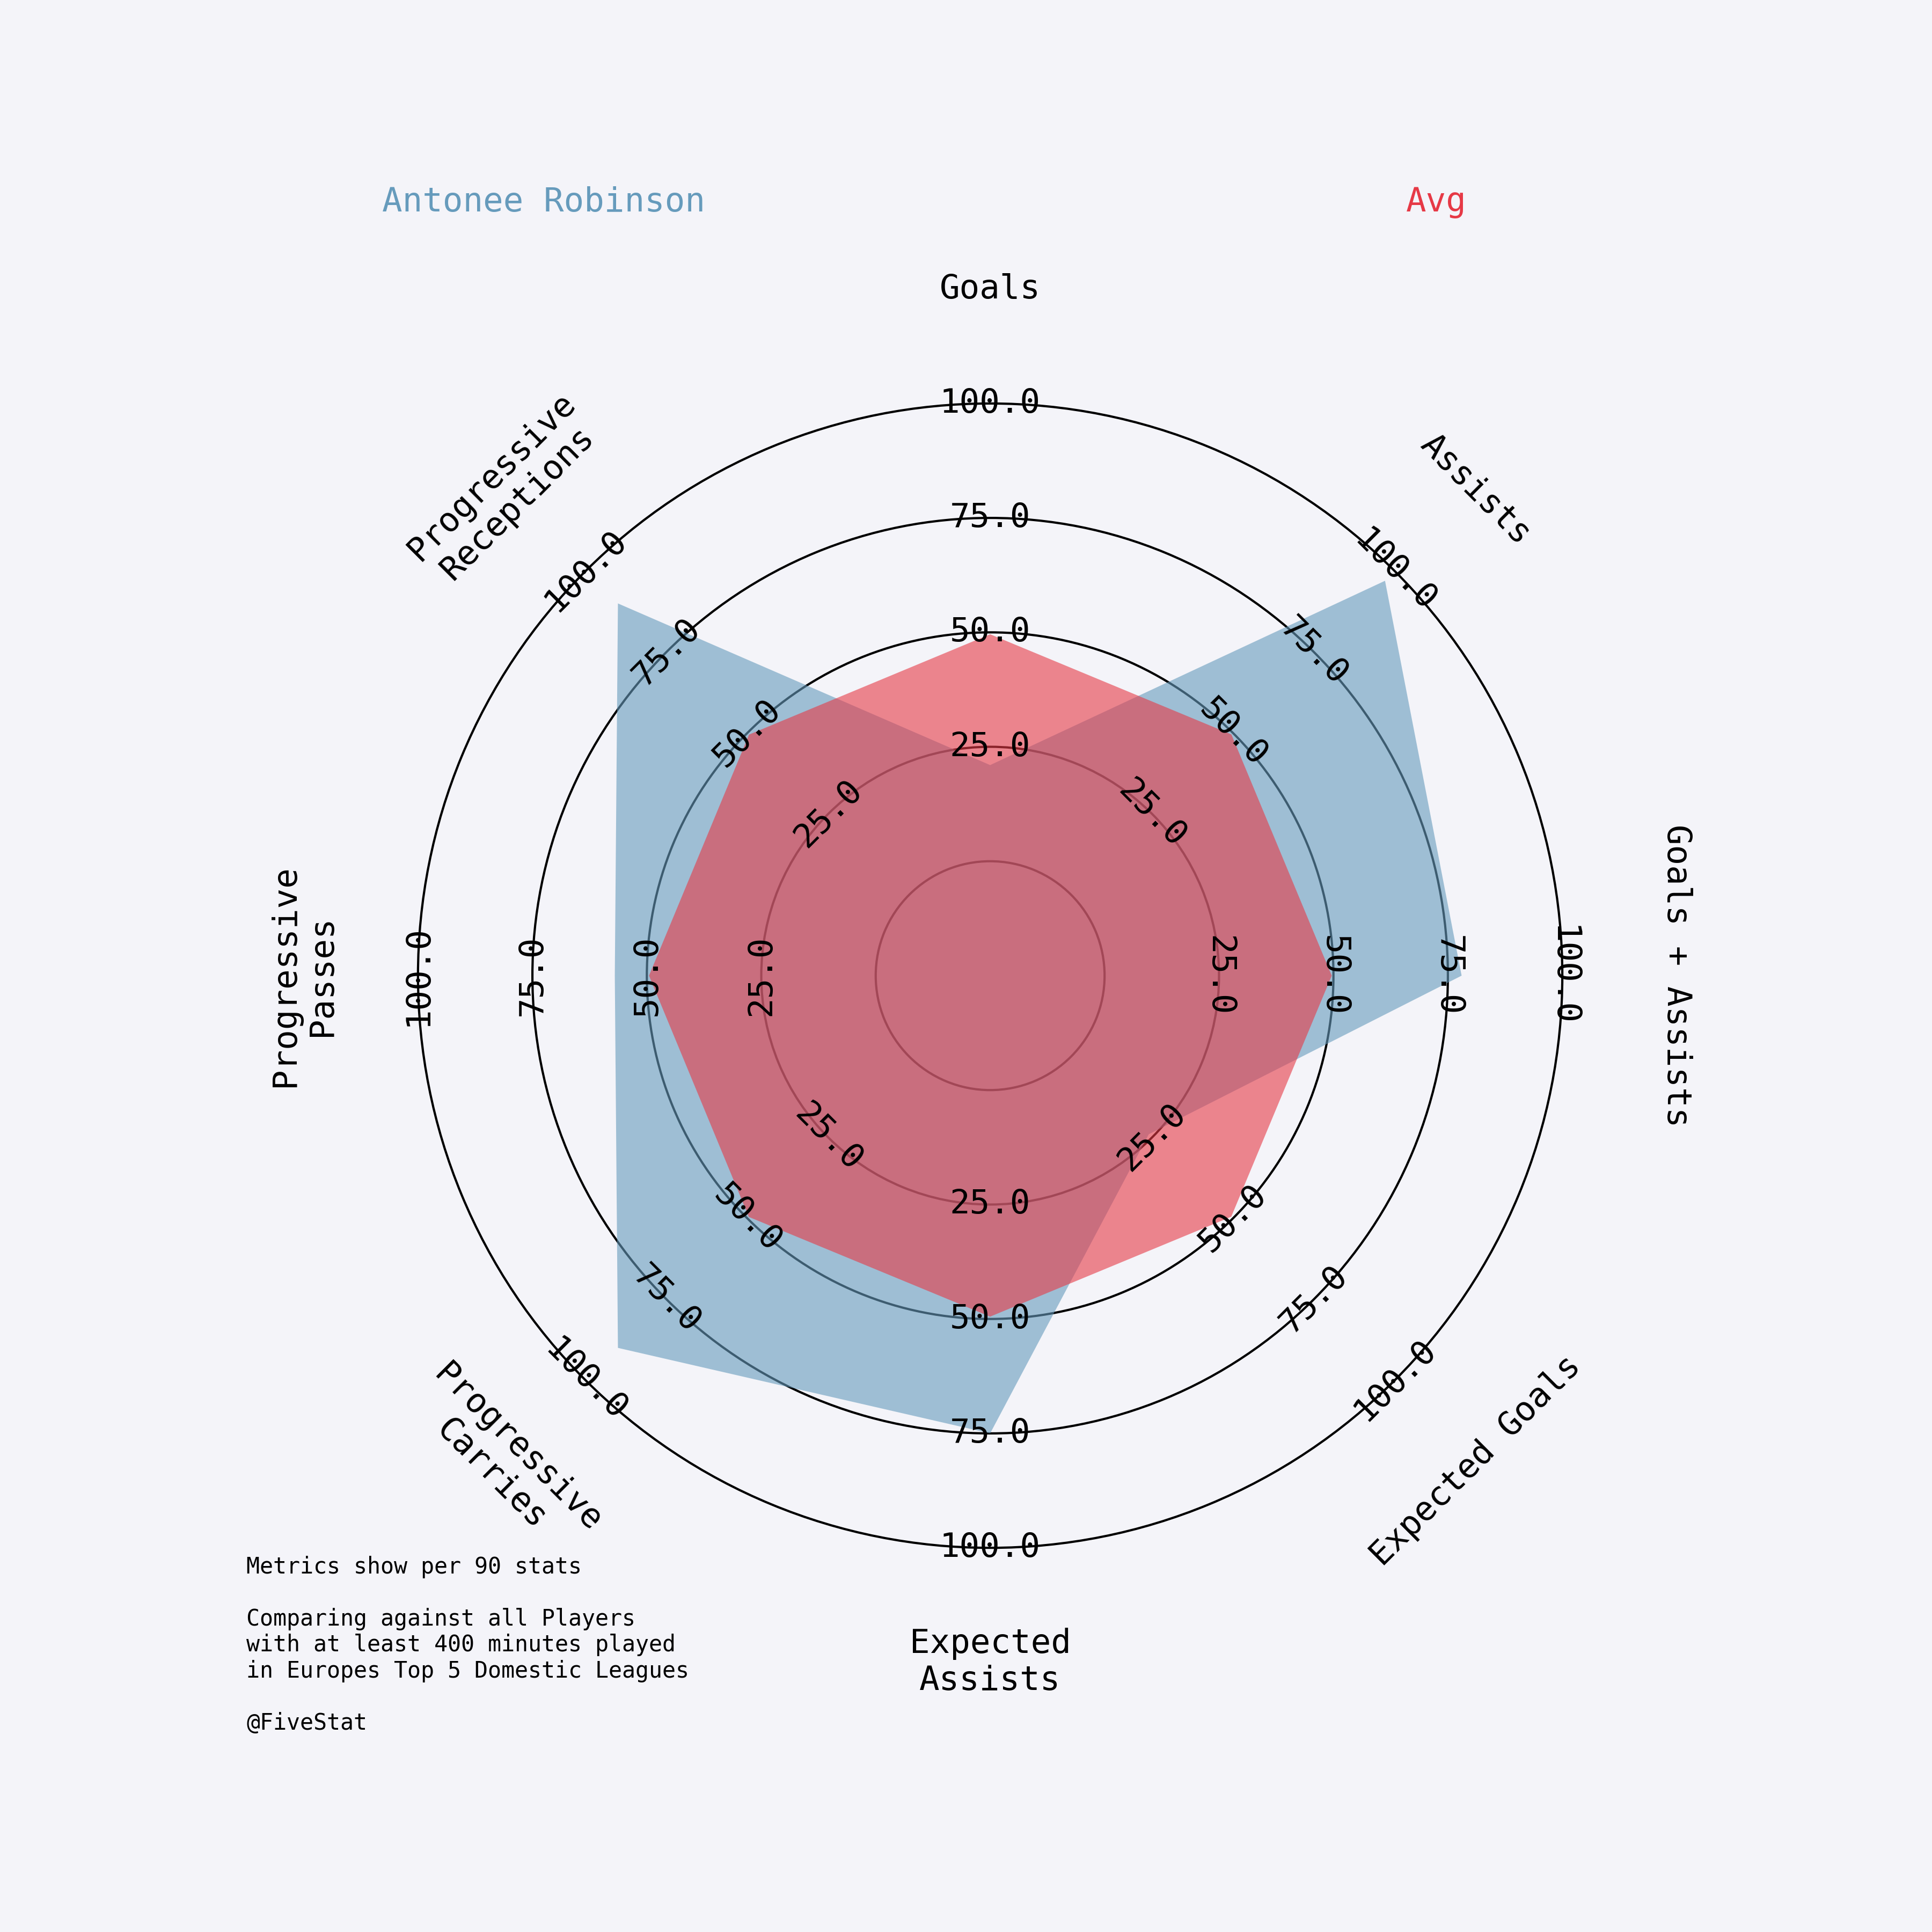 Antonee Robinson
Avg
Goals
Assists
Goals + Assists
Expected Goals
Expected
Assists
Progressive
Carries
Progressive
Passes
Progressive
Receptions
25.0
50.0
75.0
100.0
25.0
50.0
75.0
100.0
25.0
50.0
75.0
100.0
25.0
50.0
75.0
100.0
25.0
50.0
75.0
100.0
25.0
50.0
75.0
100.0
25.0
50.0
75.0
100.0
25.0
50.0
75.0
100.0
Metrics show per 90 stats
Comparing against all Players
with at least 400 minutes played
in Europes Top 5 Domestic Leagues
@FiveStat